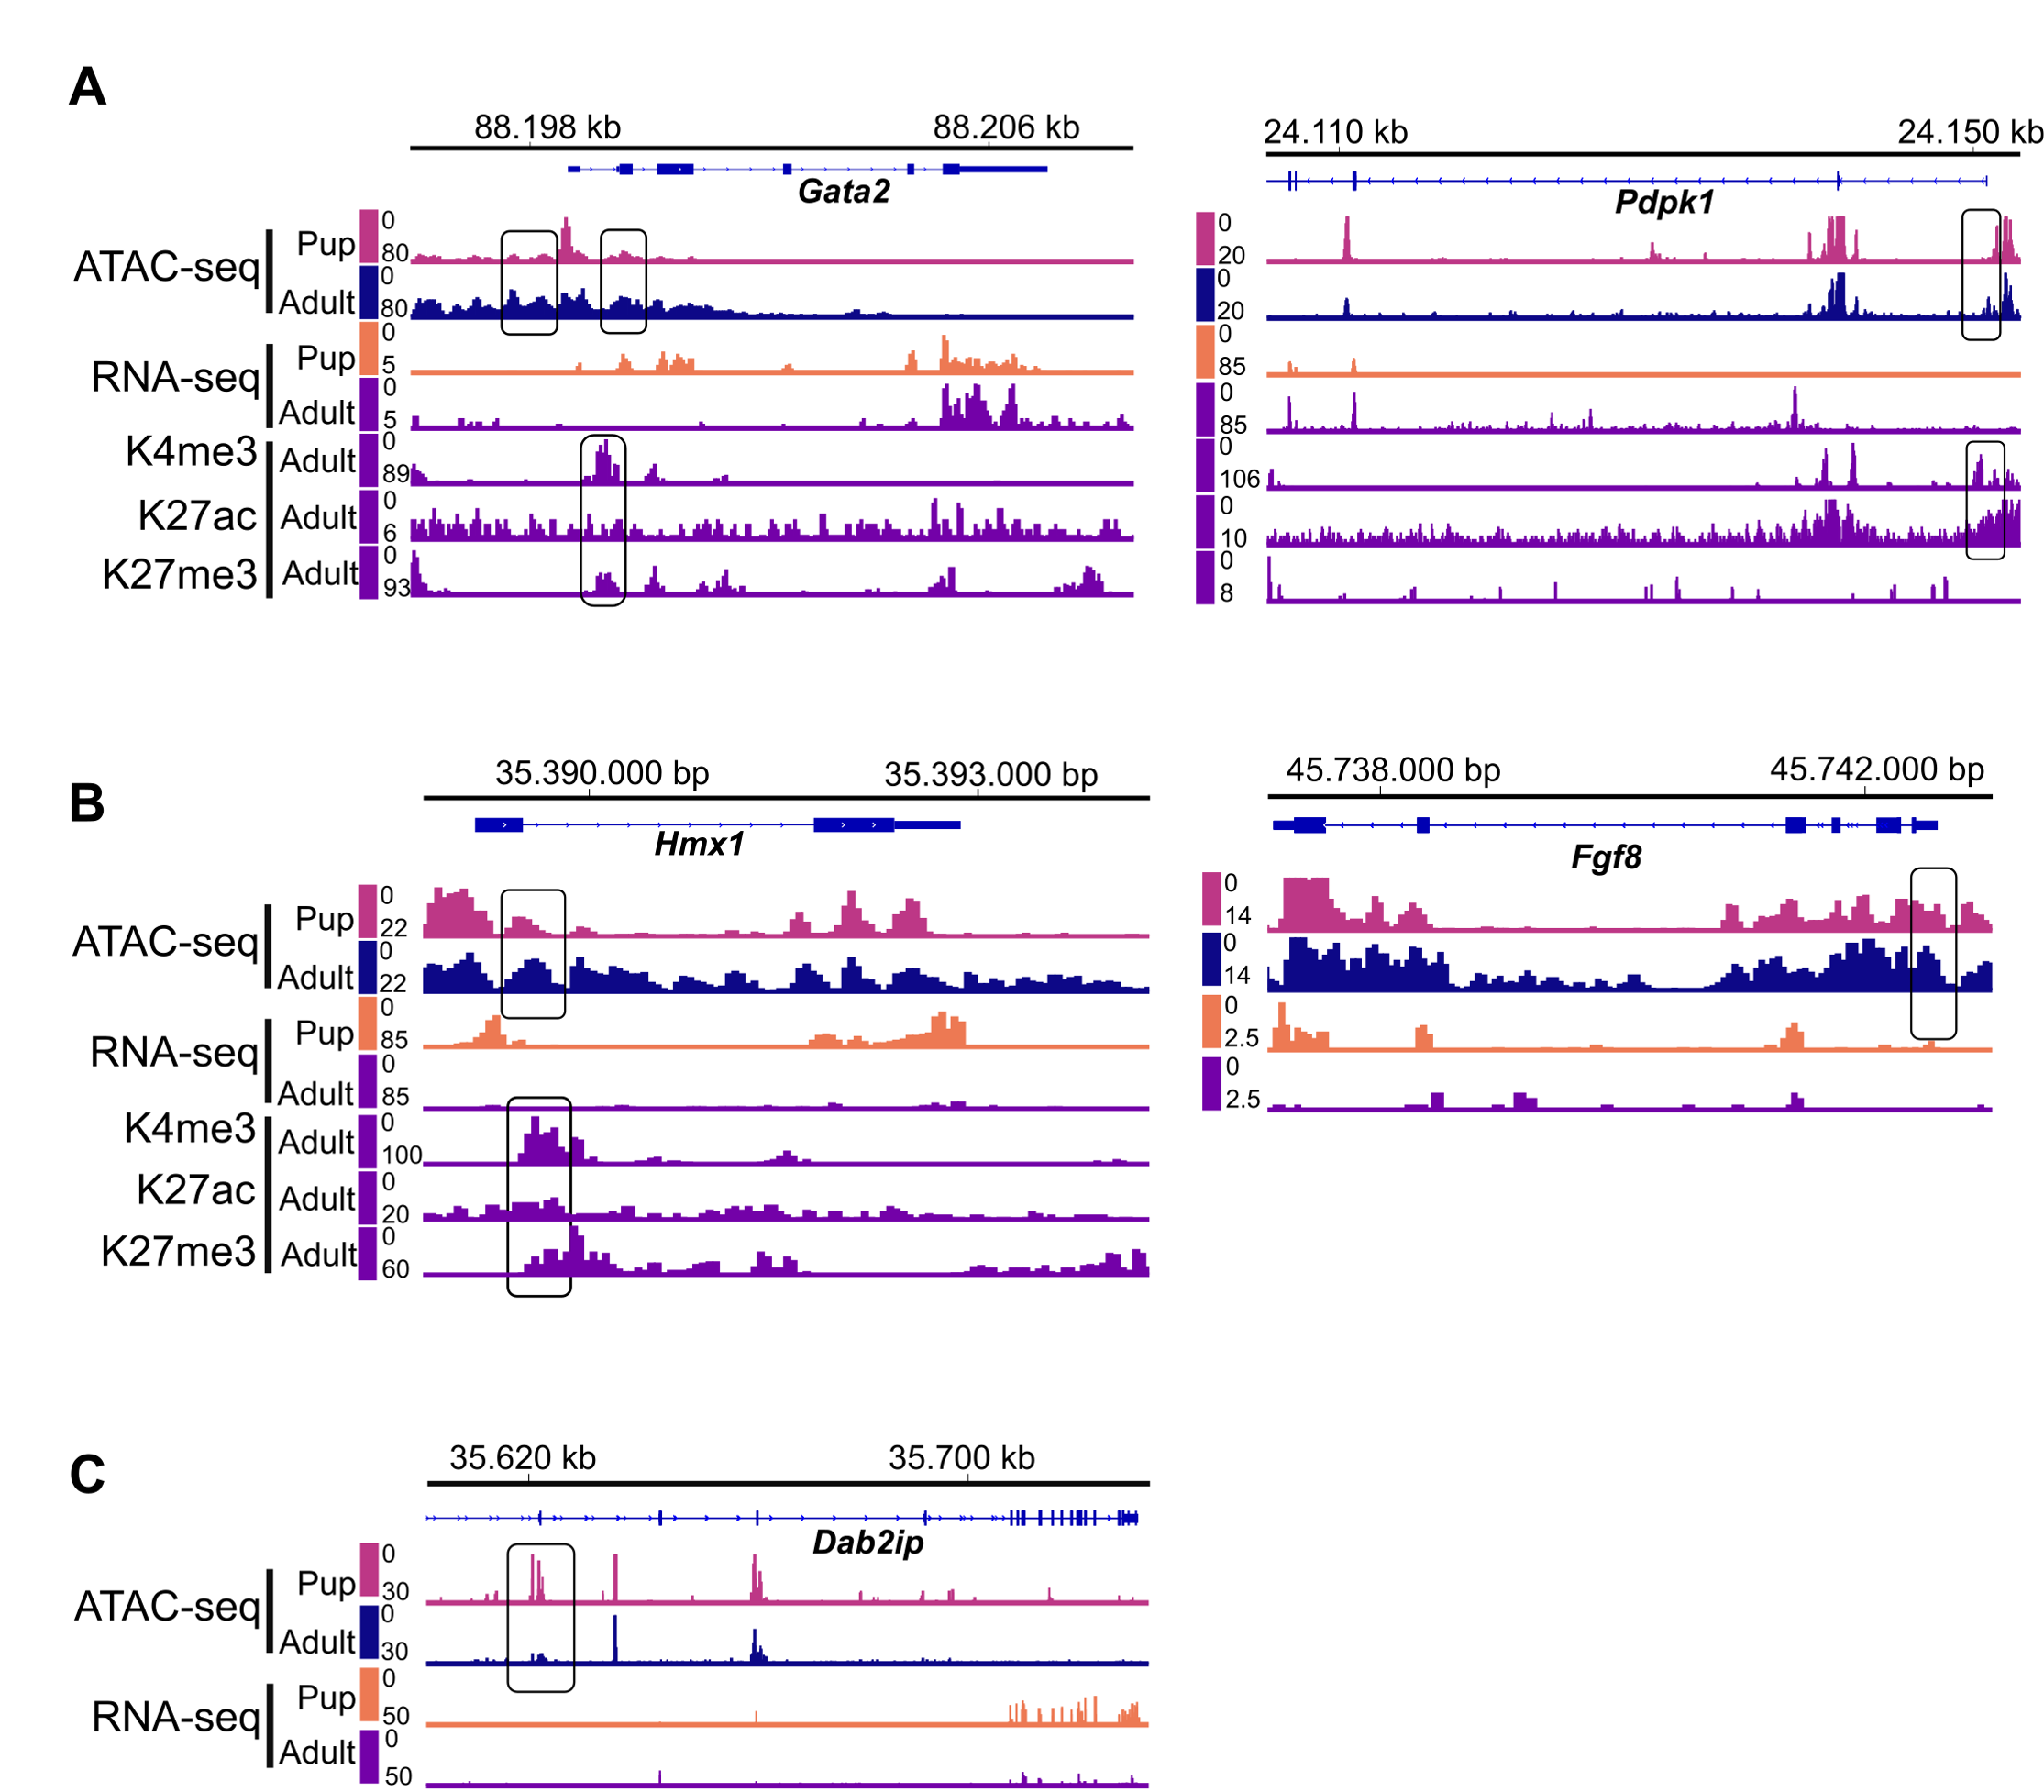 A
88.198 kb 88.206 kb
Gata2
ATAC-seq
Pup
0
80
Adult
0
80
RNA-seq
Pup
0
5
Adult
0
5
K4me3
Adult
0
89
K27ac
Adult
0
6
K27me3
Adult
0
93
24.110 kb 24.150 kb
Pdpk1
0
20
0
20
0
85
0
85
0
106
0
10
0
8
B
35.390.000 bp 35.393.000 bp
Hmx1
ATAC-seq
Pup
0
22
Adult
0
22
RNA-seq
Pup
0
85
Adult
0
85
K4me3
Adult
0
100
K27ac
Adult
0
20
K27me3
Adult
0
60
45.738.000 bp 45.742.000 bp
Fgf8
0
14
0
14
0
2.5
0
2.5
C
35.620 kb 35.700 kb
Dab2ip
ATAC-seq
Pup
0
30
Adult
0
30
RNA-seq
Pup
0
50
Adult
0
50